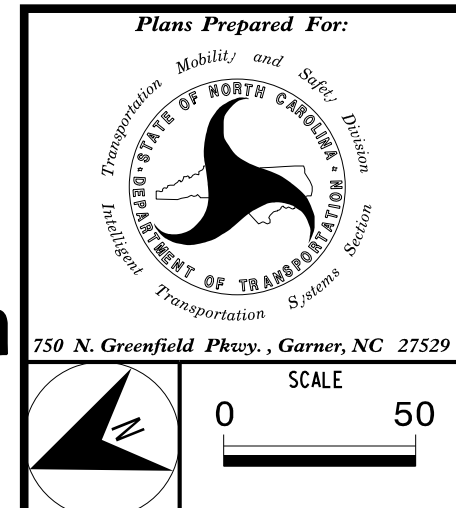 Plans Prepared For:
Transportation Mobility and Safety Division
STATE OF NORTH CAROLINA
DEPARTMENT OF TRANSPORTATION
Intelligent Transportation Systems Section
750 N. Greenfield Pkwy. , Garner, NC 27529
N
SCALE
0 50